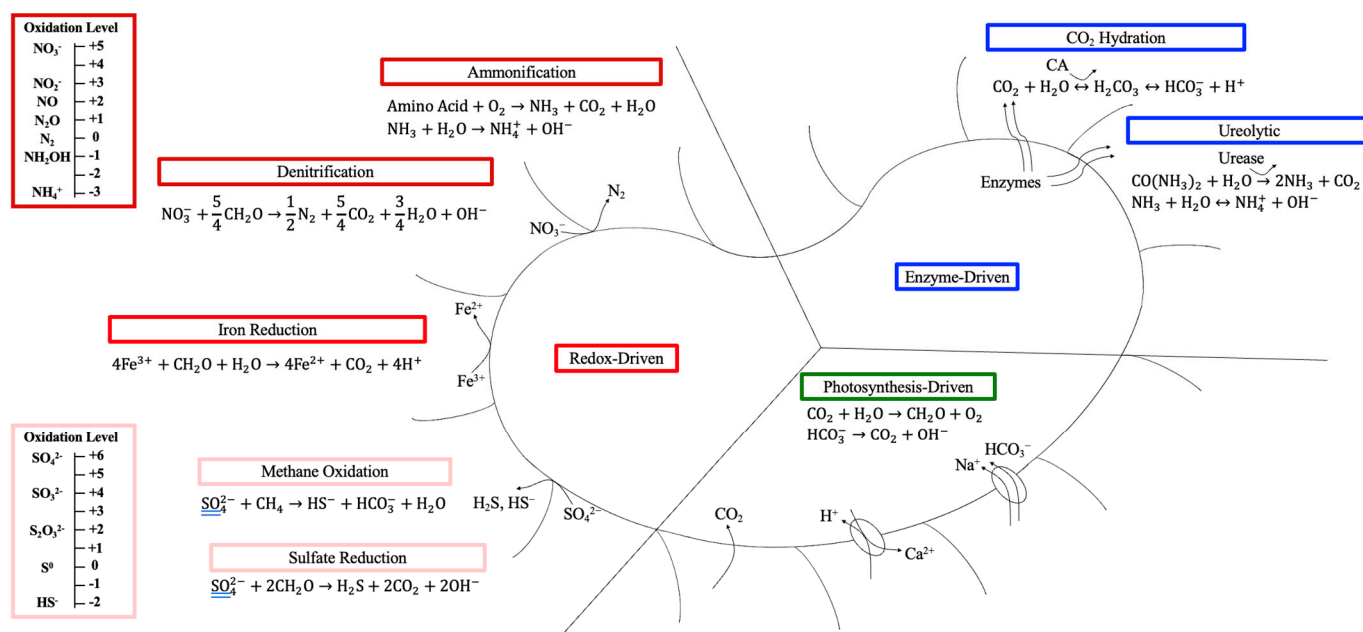 Oxidation Level
NO₃⁻ +5
+4
NO₂⁻ +3
NO +2
N₂O +1
N₂ 0
NH₂OH -1
-2
NH₄⁺ -3
Ammonification
Amino Acid + O₂ → NH₃ + CO₂ + H₂O
NH₃ + H₂O → NH₄⁺ + OH⁻
Denitrification
NO₃⁻ + 5/4 CH₂O → 1/2 N₂ + 5/4 CO₂ + 3/4 H₂O + OH⁻
N₂
NO₃⁻
CO₂ Hydration
CA
CO₂ + H₂O ↔ H₂CO₃ ↔ HCO₃⁻ + H⁺
Ureolytic
Urease
CO(NH₃)₂ + H₂O → 2NH₃ + CO₂
NH₃ + H₂O ↔ NH₄⁺ + OH⁻
Enzymes
Enzyme-Driven
Iron Reduction
4Fe³⁺ + CH₂O + H₂O → 4Fe²⁺ + CO₂ + 4H⁺
Fe²⁺
Fe³⁺
Redox-Driven
Photosynthesis-Driven
CO₂ + H₂O → CH₂O + O₂
HCO₃⁻ → CO₂ + OH⁻
Oxidation Level
SO₄²⁻ +6
+5
SO₃²⁻ +4
+3
S₂O₃²⁻ +2
+1
S⁰ 0
-1
HS⁻ -2
Methane Oxidation
SO₄²⁻ + CH₄ → HS⁻ + HCO₃⁻ + H₂O
Sulfate Reduction
SO₄²⁻ + 2CH₂O → H₂S + 2CO₂ + 2OH⁻
H₂S, HS⁻
SO₄²⁻
CO₂
H⁺
Ca²⁺
Na⁺
HCO₃⁻